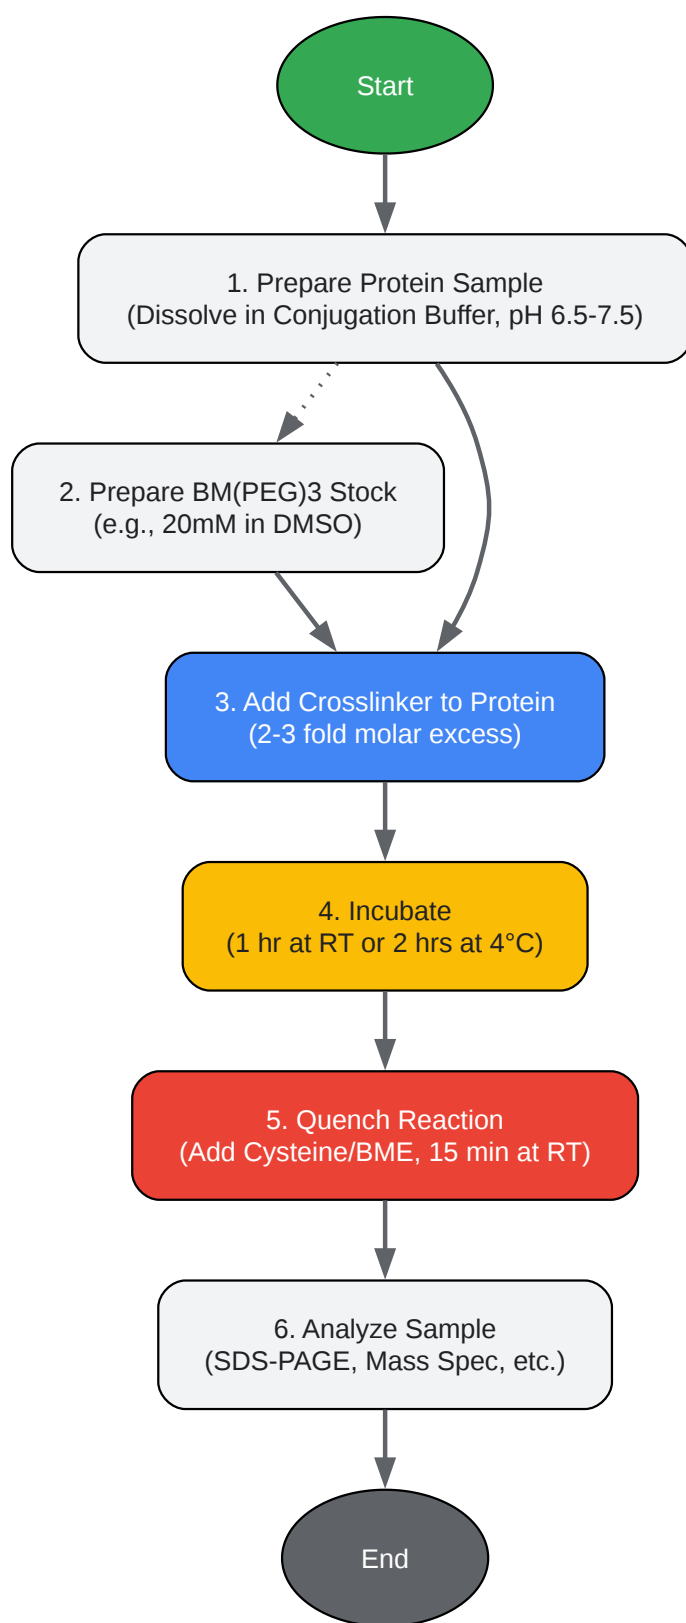 Start
1. Prepare Protein Sample
(Dissolve in Conjugation Buffer, pH 6.5-7.5)
2. Prepare BM(PEG)3 Stock
(e.g., 20mM in DMSO)
3. Add Crosslinker to Protein
(2-3 fold molar excess)
4. Incubate
(1 hr at RT or 2 hrs at 4°C)
5. Quench Reaction
(Add Cysteine/BME, 15 min at RT)
6. Analyze Sample
(SDS-PAGE, Mass Spec, etc.)
End